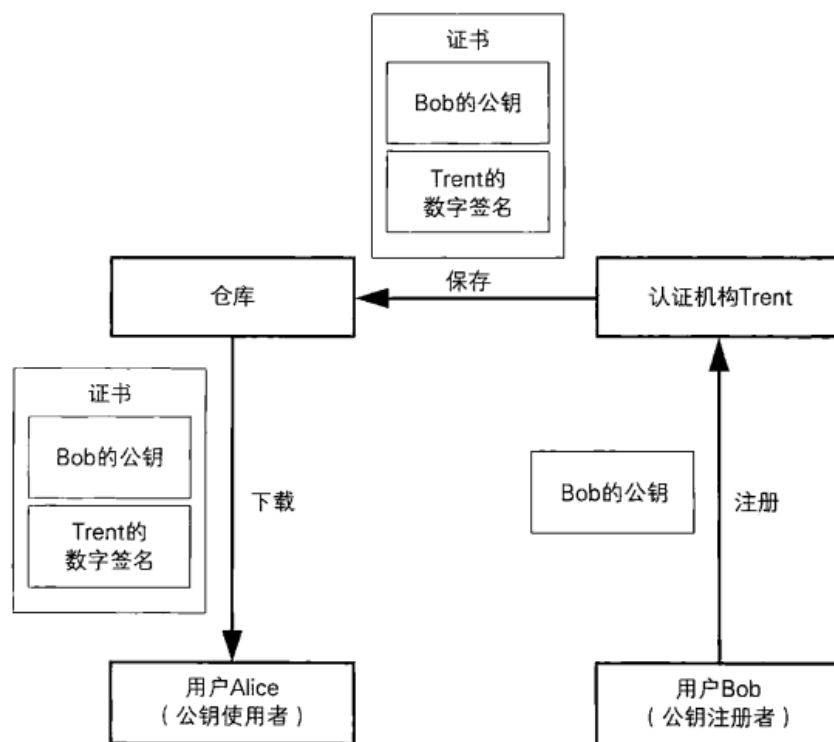 证书
Bob的公钥
Trent的
数字签名
仓库
保存
认证机构Trent
证书
Bob的公钥
Trent的
数字签名
下载
Bob的公钥
注册
用户Alice
（公钥使用者）
用户Bob
（公钥注册者）